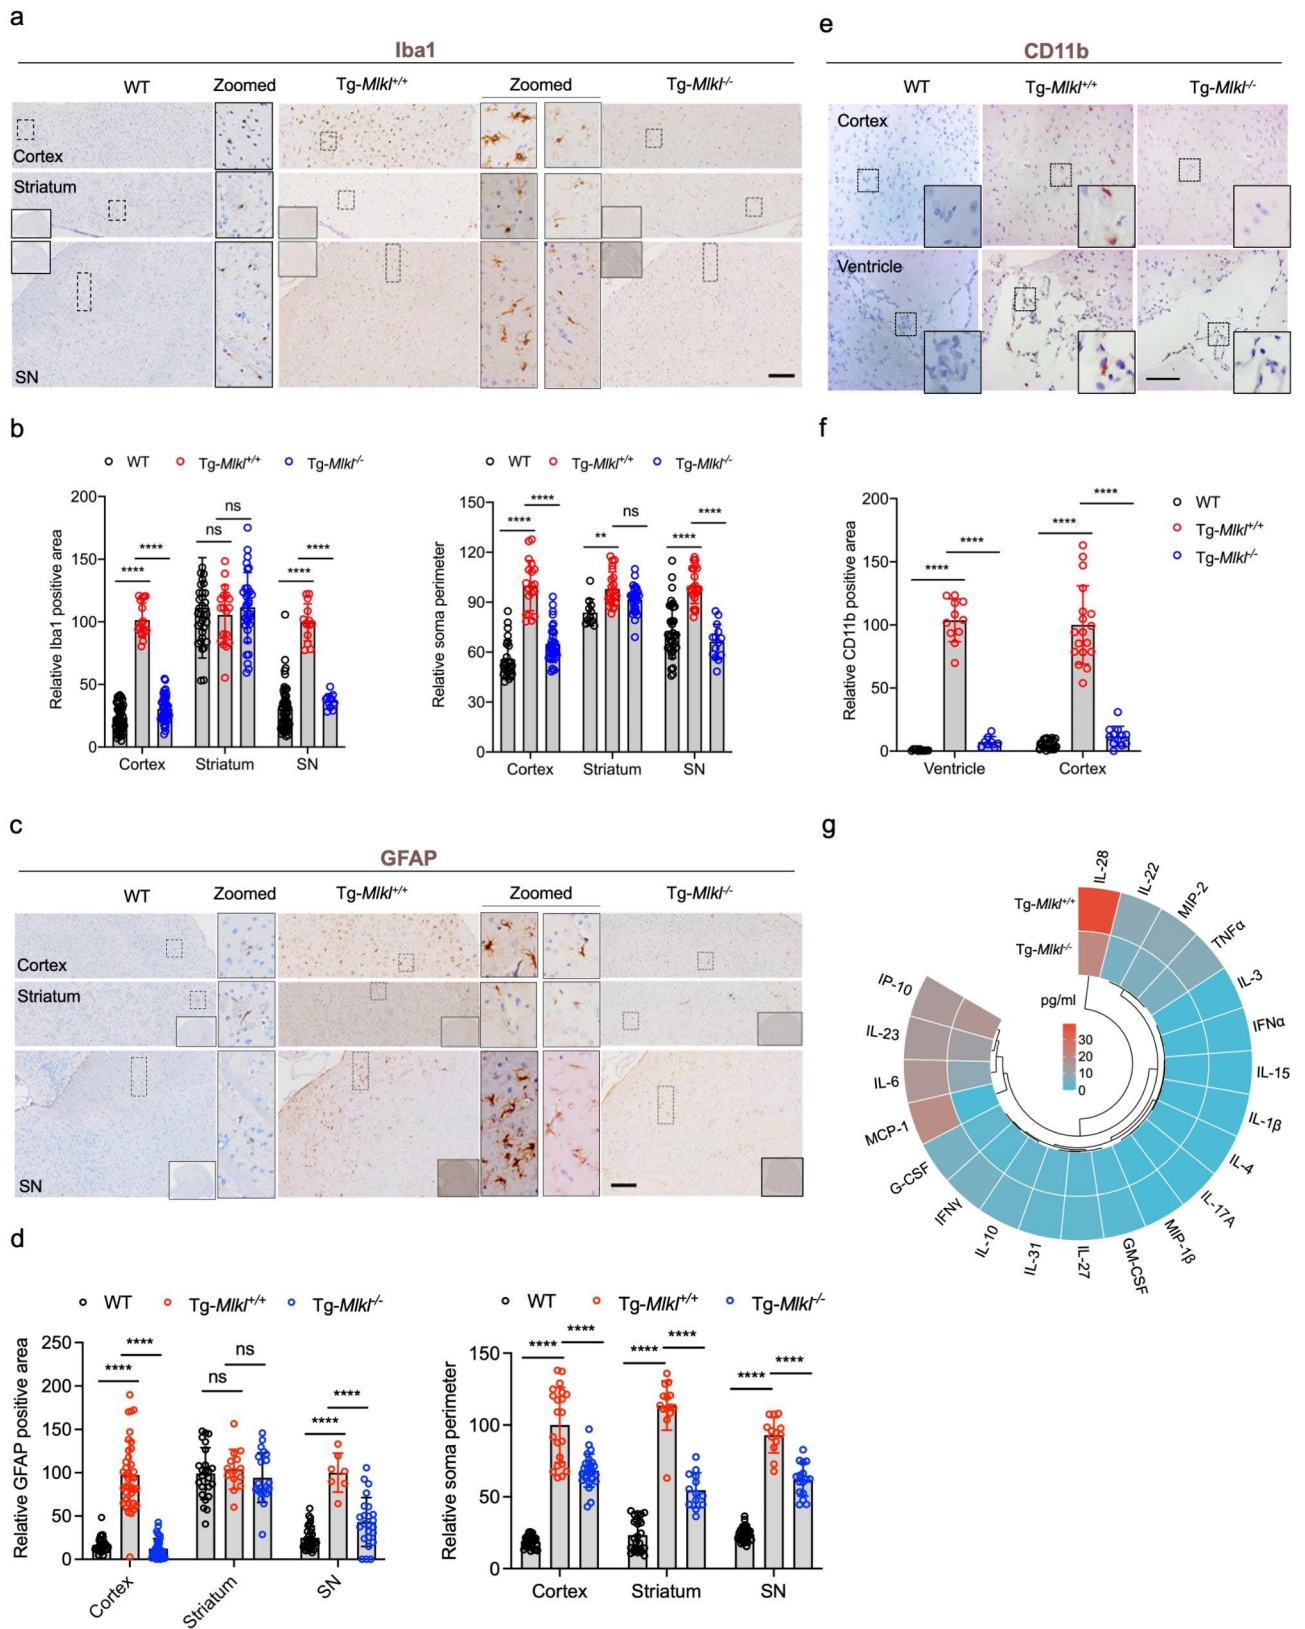 a
Iba1
WT
Zoomed
Tg-Mlkl+/+
Zoomed
Tg-Mlkl-/-
Cortex
Striatum
SN
e
CD11b
WT
Tg-Mlkl+/+
Tg-Mlkl-/-
Cortex
Ventricle
b
WT
Tg-Mlkl+/+
Tg-Mlkl-/-
Relative Iba1 positive area
200
150
100
50
0
****
****
ns
ns
****
****
Cortex
Striatum
SN
WT
Tg-Mlkl+/+
Tg-Mlkl-/-
Relative soma perimeter
150
120
90
60
30
0
****
****
**
ns
****
****
Cortex
Striatum
SN
f
WT
Tg-Mlkl+/+
Tg-Mlkl-/-
Relative CD11b positive area
200
150
100
50
0
****
****
****
****
Ventricle
Cortex
c
GFAP
WT
Zoomed
Tg-Mlkl+/+
Zoomed
Tg-Mlkl-/-
Cortex
Striatum
SN
g
Tg-Mlkl+/+
Tg-Mlkl-/-
pg/ml
30
20
10
0
IL-28
IL-22
MIP-2
TNFα
IL-3
IFNα
IL-15
IL-1β
IL-4
IL-17A
MIP-1β
GM-CSF
IL-27
IL-31
IL-10
IFNγ
G-CSF
MCP-1
IL-6
IL-23
IP-10
d
WT
Tg-Mlkl+/+
Tg-Mlkl-/-
Relative GFAP positive area
250
200
150
100
50
0
****
****
ns
ns
****
****
Cortex
Striatum
SN
WT
Tg-Mlkl+/+
Tg-Mlkl-/-
Relative soma perimeter
150
100
50
0
****
****
****
****
****
****
Cortex
Striatum
SN